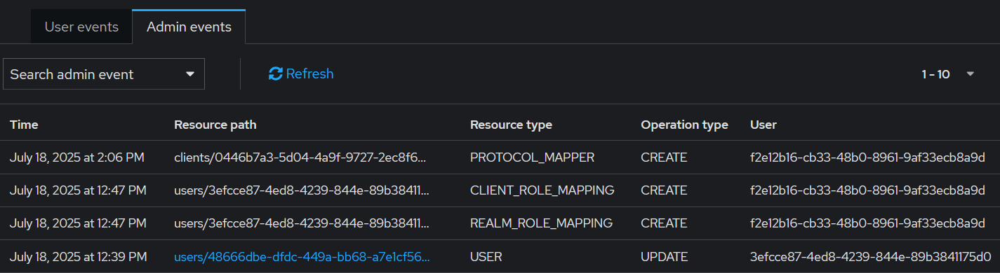 User events Admin events
Search admin event Refresh 1 - 10
Time Resource path Resource type Operation type User
July 18, 2025 at 2:06 PM clients/0446b7a3-5d04-4a9f-9727-2ec8f6... PROTOCOL_MAPPER CREATE f2e12b16-cb33-48b0-8961-9af33ecb8a9d
July 18, 2025 at 12:47 PM users/3efcce87-4ed8-4239-844e-89b38411... CLIENT_ROLE_MAPPING CREATE f2e12b16-cb33-48b0-8961-9af33ecb8a9d
July 18, 2025 at 12:47 PM users/3efcce87-4ed8-4239-844e-89b38411... REALM_ROLE_MAPPING CREATE f2e12b16-cb33-48b0-8961-9af33ecb8a9d
July 18, 2025 at 12:39 PM users/48666dbe-dfdc-449a-bb68-a7e1cf56... USER UPDATE 3efcce87-4ed8-4239-844e-89b3841175d0